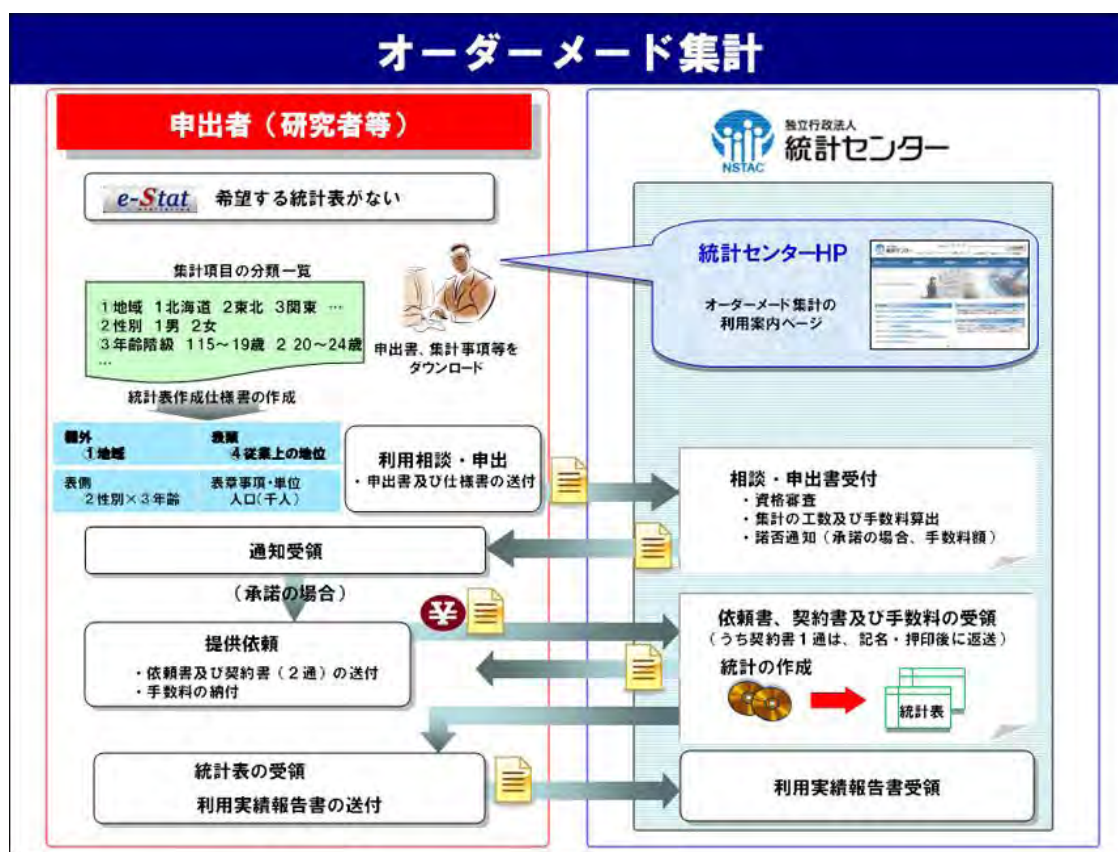 オーダーメード集計
申出者（研究者等）
e-Stat 希望する統計表がない
集計項目の分類一覧
1地域 1北海道 2東北 3関東 …
2性別 1男 2女
3年齢階級 115～19歳 2 20～24歳
…
申出書、集計事項等を
ダウンロード
統計表作成仕様書の作成
欄外
①地域
表頭
④従業上の地位
表側
2性別×3年齢
表章事項・単位
人口(千人)
利用相談・申出
・申出書及び仕様書の送付
通知受領
（承諾の場合）
提供依頼
・依頼書及び契約書（2通）の送付
・手数料の納付
統計表の受領
利用実績報告書の送付
¥
NSTAC
独立行政法人
統計センター
統計センターHP
オーダーメード集計の
利用案内ページ
相談・申出書受付
・資格審査
・集計の工数及び手数料算出
・諾否通知（承諾の場合、手数料額）
依頼書、契約書及び手数料の受領
（うち契約書1通は、記名・押印後に返送）
統計の作成
統計表
利用実績報告書受領